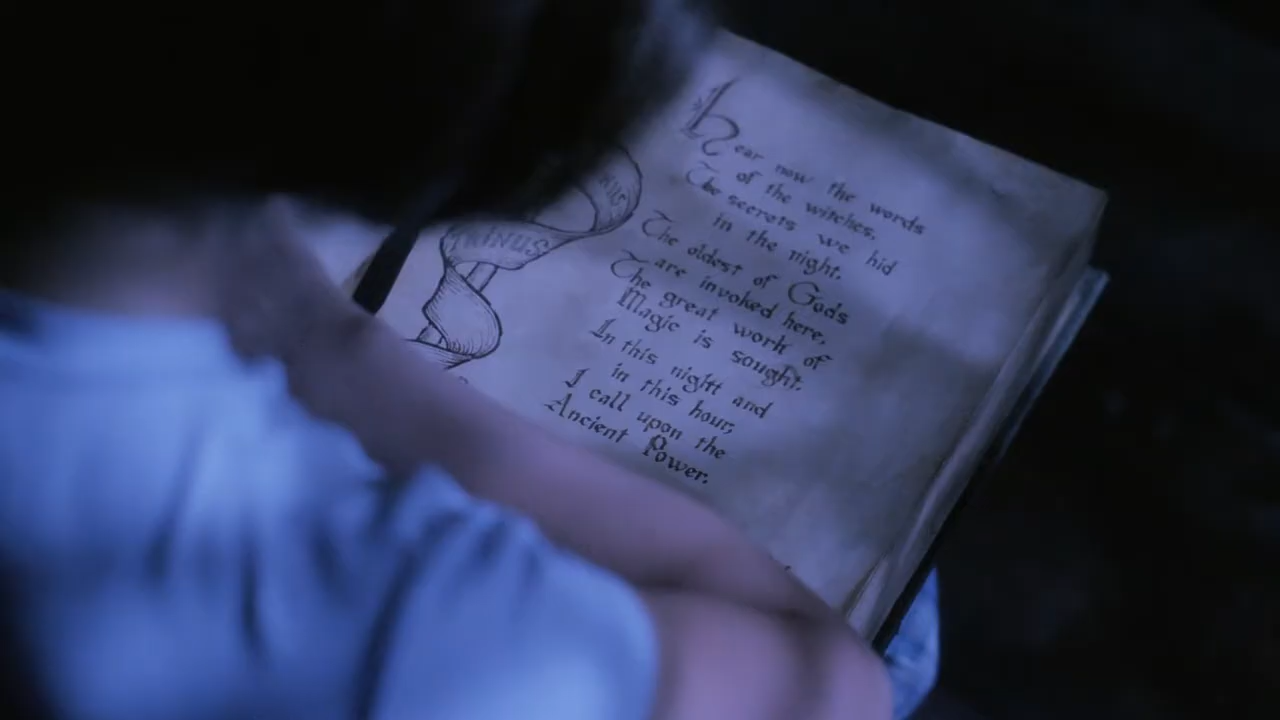 TRINUS
Hear now the words
of the witches,
The secrets we hid
in the night.
The oldest of Gods
are invoked here,
The great work of
Magic is sought.
In this night and
in this hour,
I call upon the
Ancient Power.